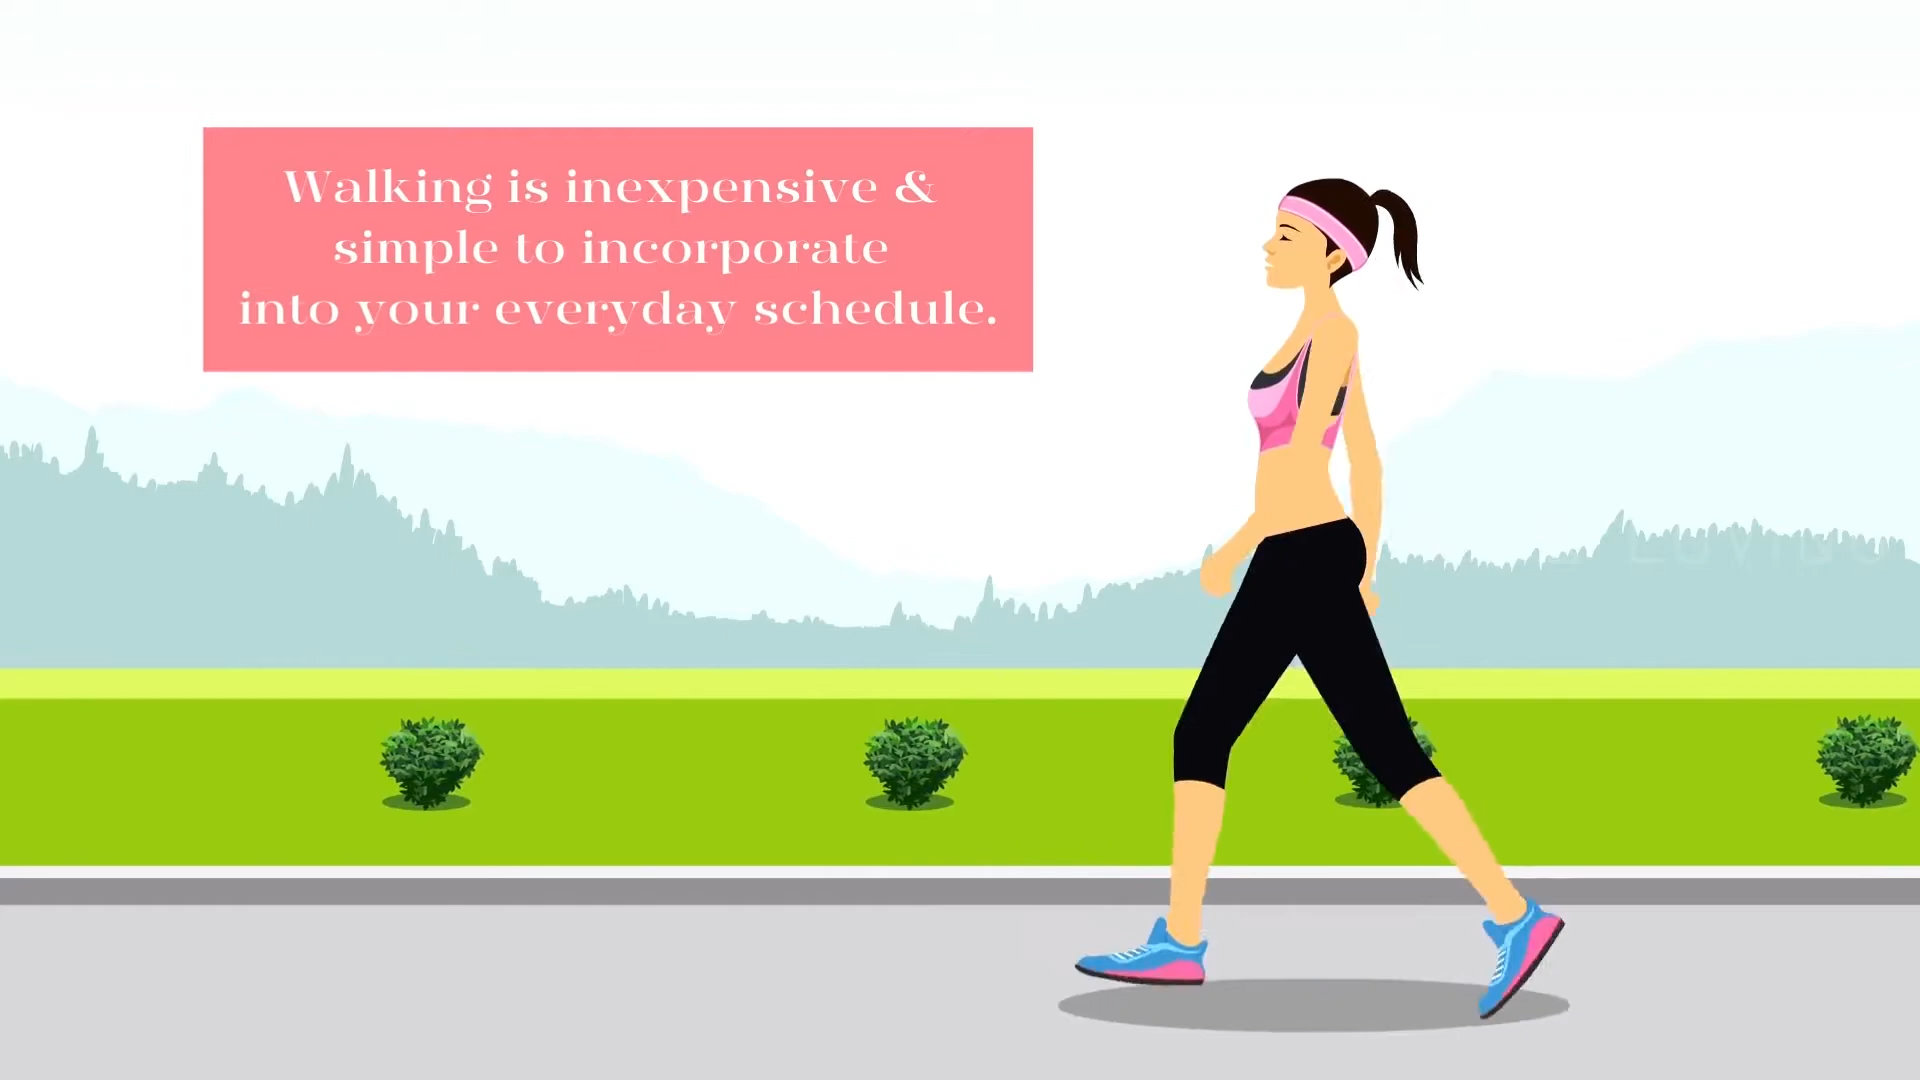 Walking is inexpensive &
simple to incorporate
into your everyday schedule.